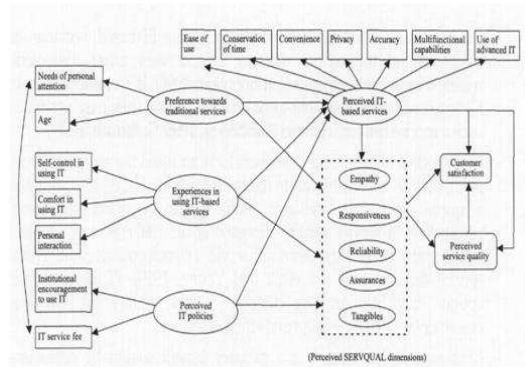 Ease of
use
Conservation
of time
Convenience
Privacy
Accuracy
Multifunctional
capabilities
Use of
advanced IT
Needs of personal
attention
Age
Preference towards
traditional services
Perceived IT-
based services
Self-control in
using IT
Comfort in
using IT
Personal
interaction
Experiences in
using IT-based
services
Institutional
encouragement
to use IT
IT service fee
Perceived
IT policies
Empathy
Responsiveness
Reliability
Assurances
Tangibles
(Perceived SERVQUAL dimensions)
Customer
satisfaction
Perceived
service quality